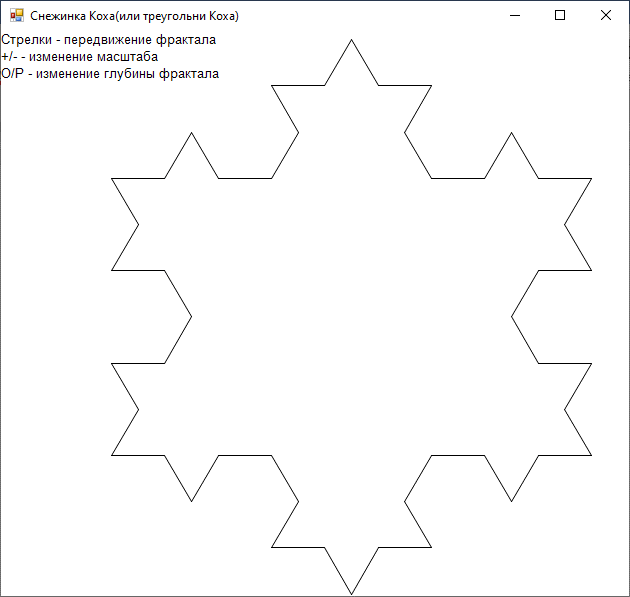 Снежинка Коха(или треугольни Коха)
Стрелки - передвижение фрактала
+/- - изменение масштаба
O/P - изменение глубины фрактала